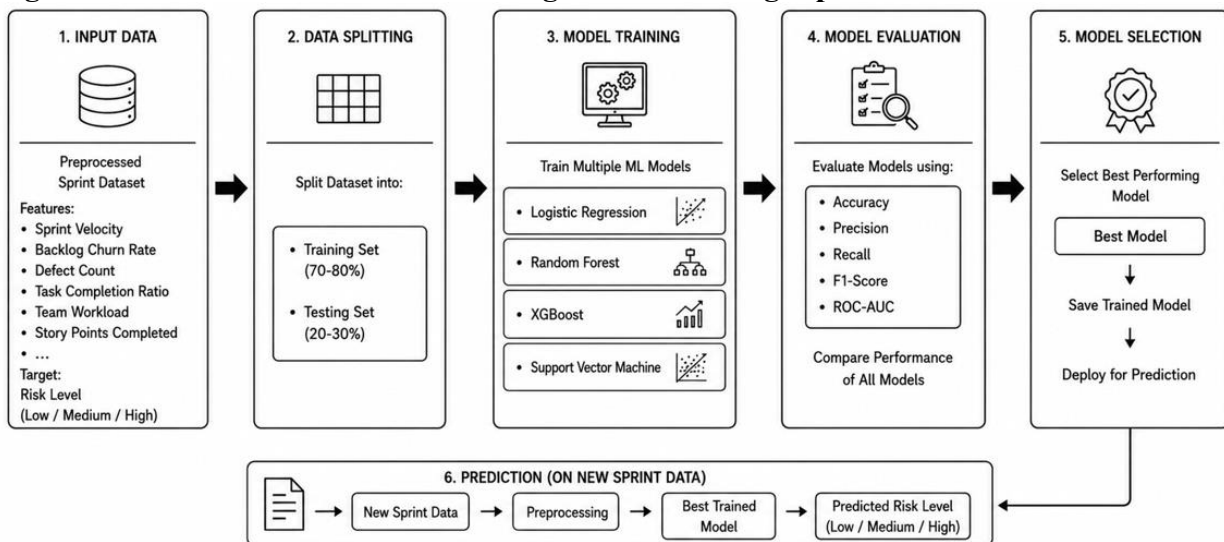 1. INPUT DATA
Preprocessed
Sprint Dataset
Features:
• Sprint Velocity
• Backlog Churn Rate
• Defect Count
• Task Completion Ratio
• Team Workload
• Story Points Completed
• ...
Target:
Risk Level
(Low / Medium / High)
2. DATA SPLITTING
Split Dataset into:
• Training Set
(70-80%)
• Testing Set
(20-30%)
3. MODEL TRAINING
Train Multiple ML Models
• Logistic Regression
• Random Forest
• XGBoost
• Support Vector Machine
4. MODEL EVALUATION
Evaluate Models using:
• Accuracy
• Precision
• Recall
• F1-Score
• ROC-AUC
Compare Performance
of All Models
5. MODEL SELECTION
Select Best Performing
Model
Best Model
Save Trained Model
Deploy for Prediction
6. PREDICTION (ON NEW SPRINT DATA)
New Sprint Data
Preprocessing
Best Trained
Model
Predicted Risk Level
(Low / Medium / High)